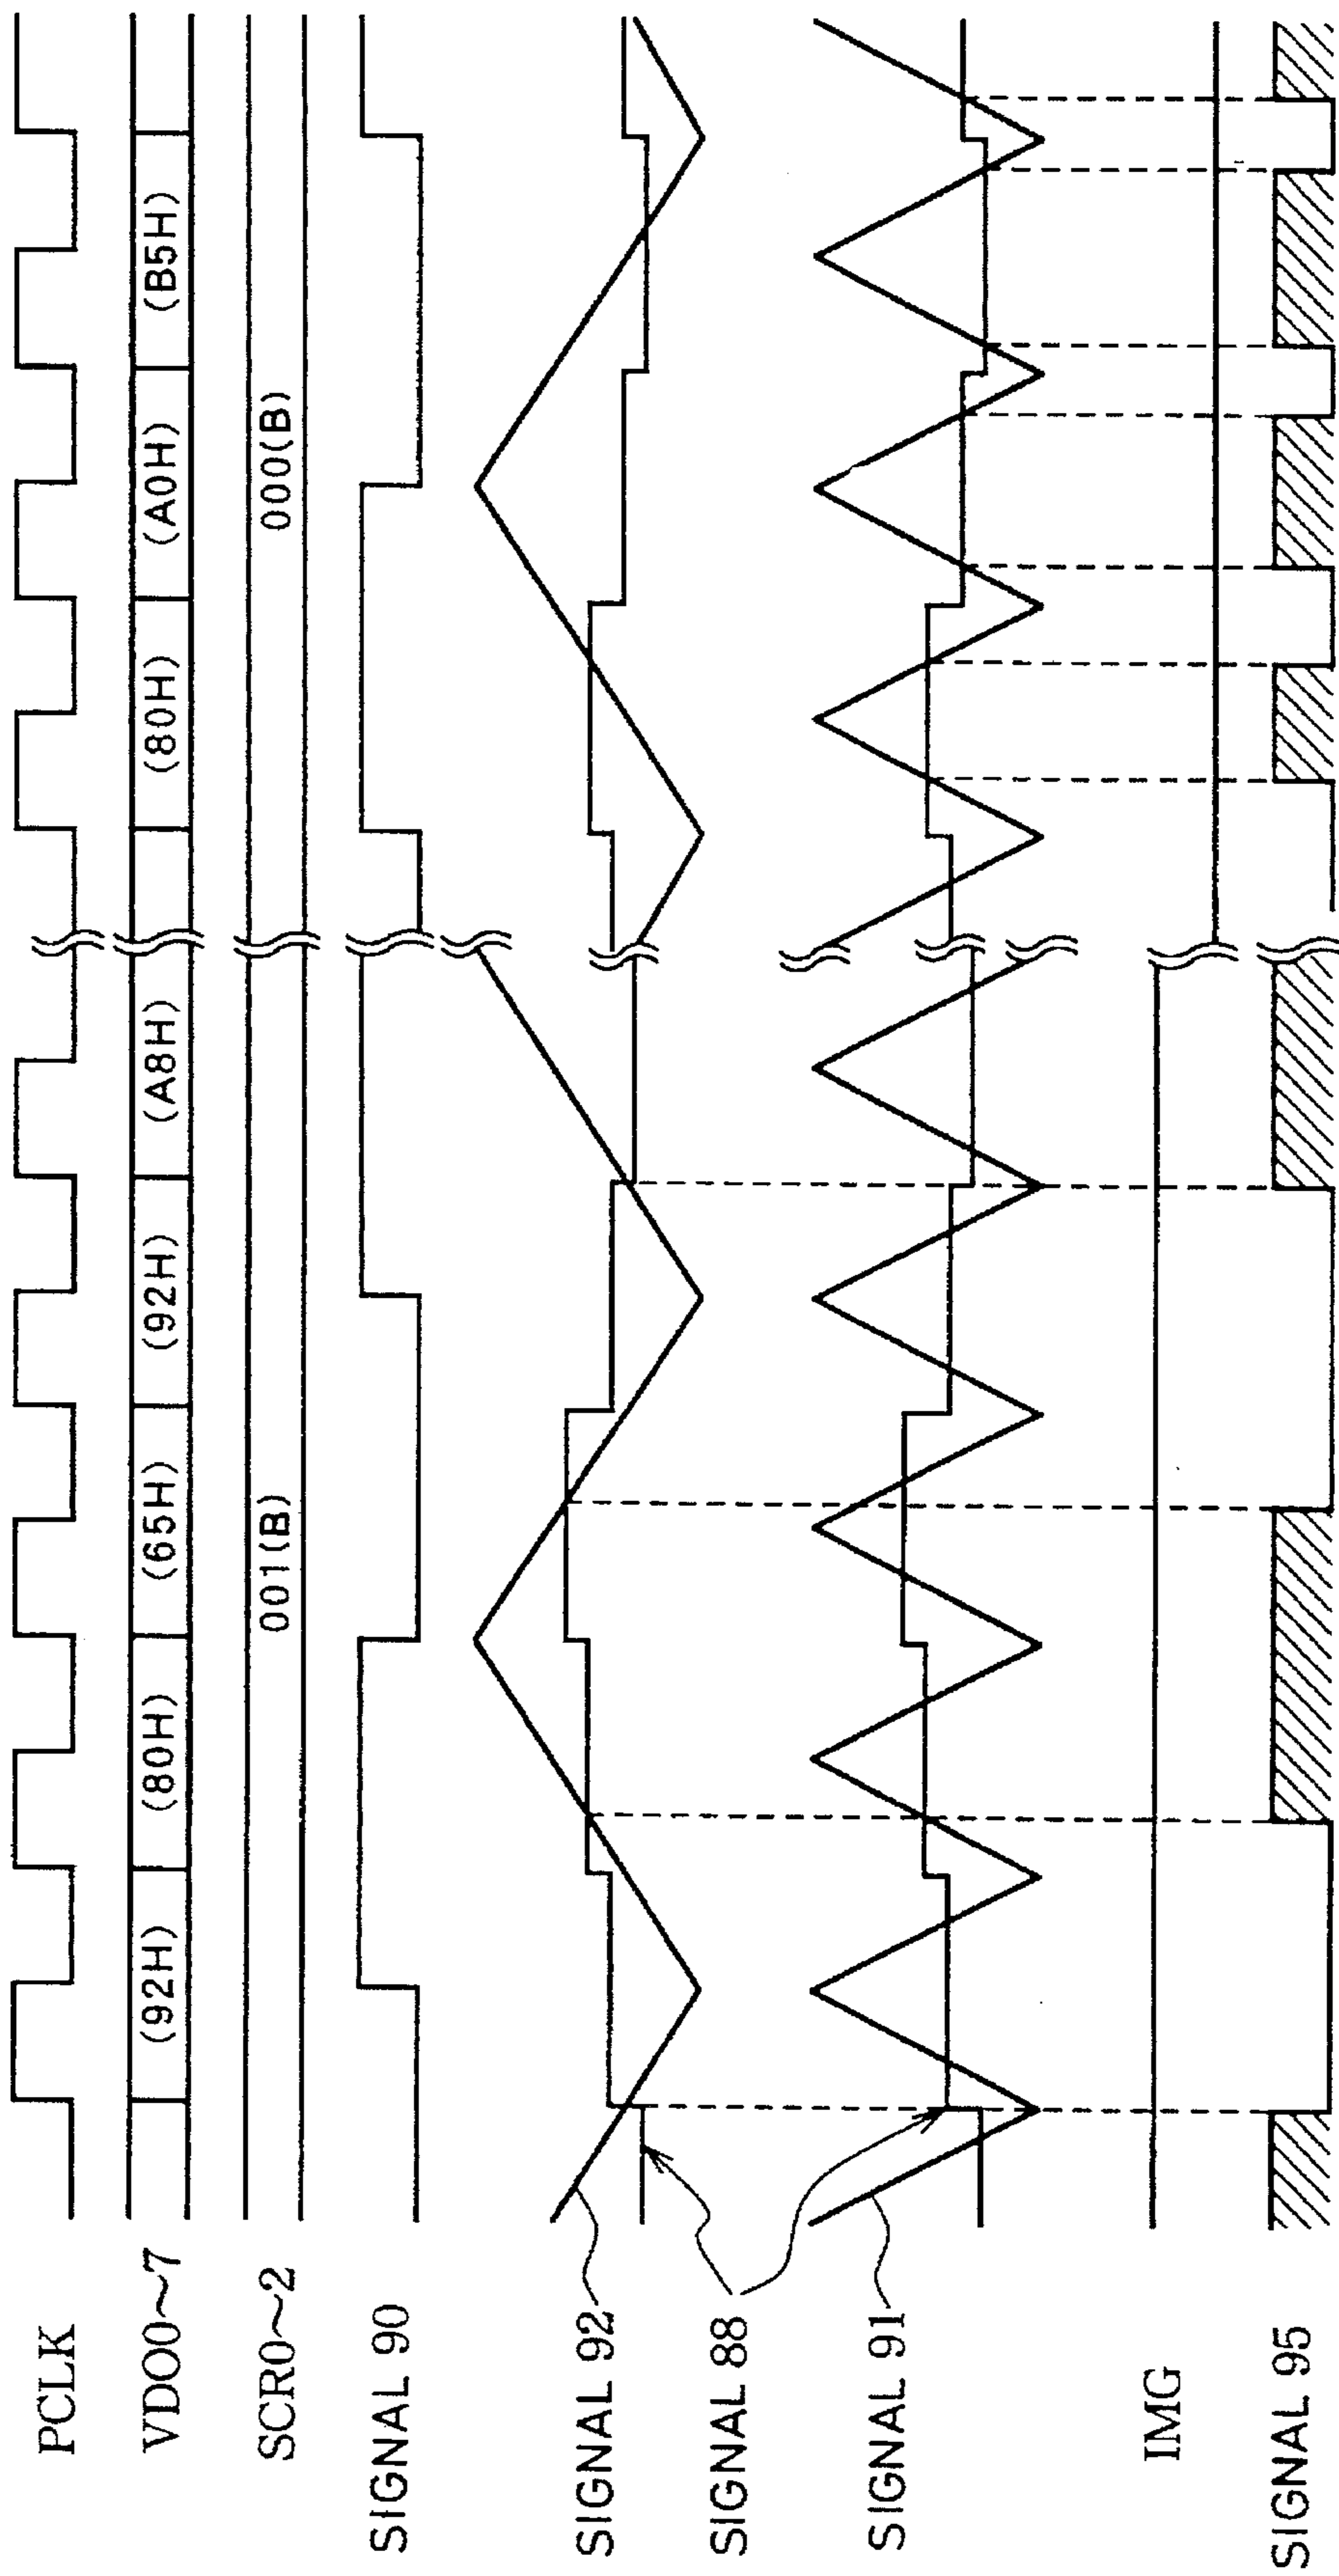 PCLK
VDO0~7
(92H) (80H) (65H) (92H) (A8H) (80H) (A0H) (B5H)
SCR0~2
001(B) 000(B)
SIGNAL 90
SIGNAL 92
SIGNAL 88
SIGNAL 91
IMG
SIGNAL 95